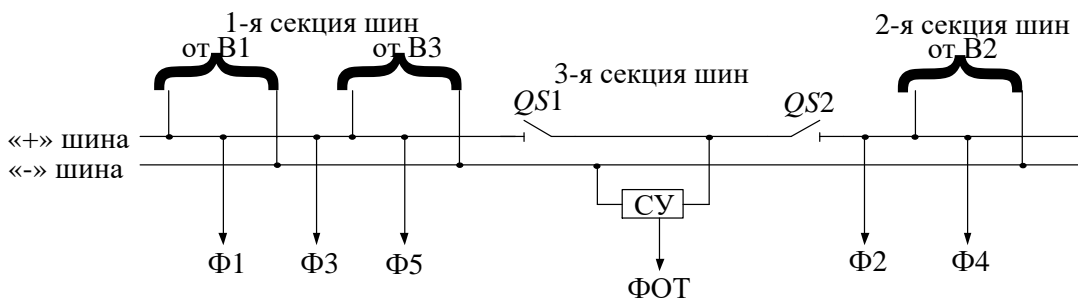 1-я секция шин
2-я секция шин
от В1
от В3
от В2
3-я секция шин
QS1
QS2
«+» шина
«-» шина
СУ
Ф1
Ф3
Ф5
ФОТ
Ф2
Ф4